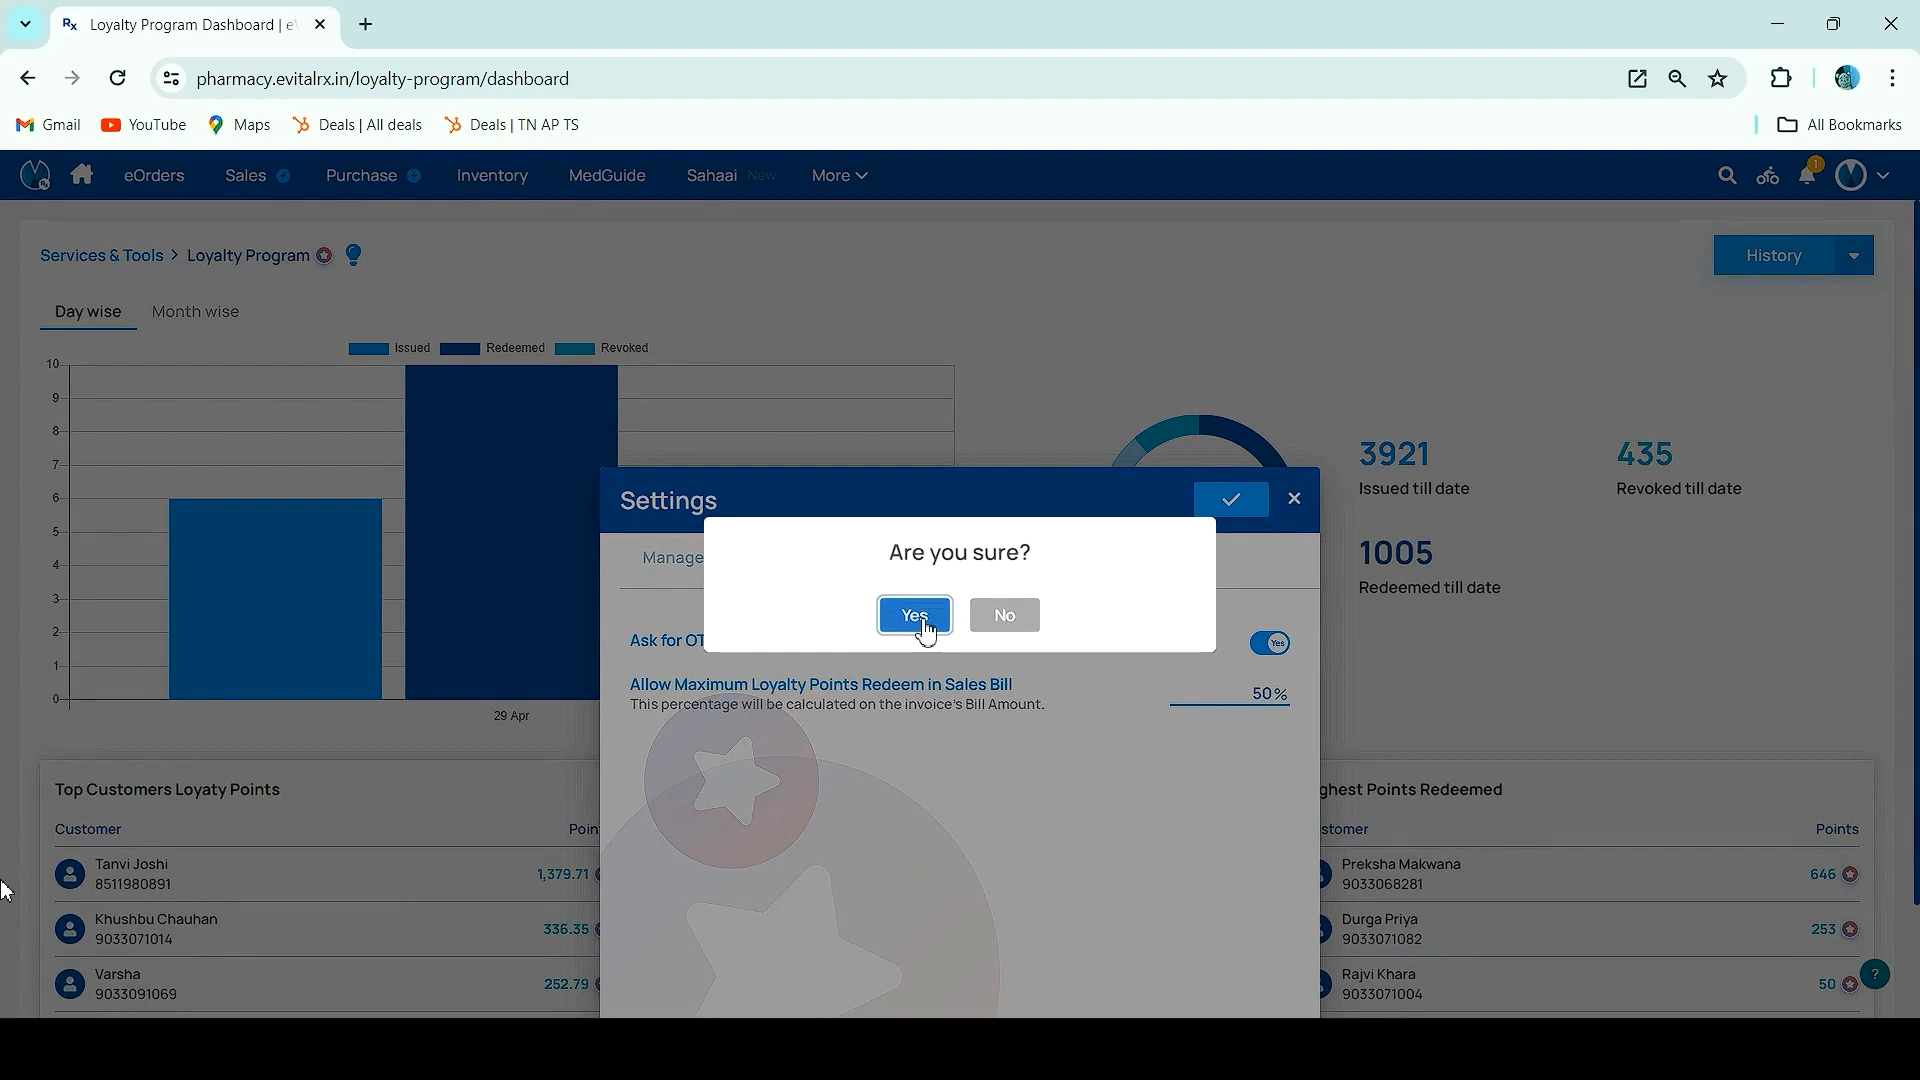 Loyalty Program Dashboard | e
pharmacy.evitalrx.in/loyalty-program/dashboard
Gmail YouTube Maps Deals | All deals Deals | TN AP TS All Bookmarks
eOrders Sales Purchase Inventory MedGuide Sahaai New More 1
Services & Tools > Loyalty Program History
Day wise Month wise
Issued Redeemed Revoked
10
9
8
7
6
5
4
3
2
1
0
29 Apr
3921
Issued till date
435
Revoked till date
1005
Redeemed till date
Settings
Manage
Are you sure?
Yes No
Ask for OT Yes
Allow Maximum Loyalty Points Redeem in Sales Bill
This percentage will be calculated on the invoice's Bill Amount. 50%
Top Customers Loyaty Points
Customer Poin
Tanvi Joshi
8511980891 1,379.71
Khushbu Chauhan
9033071014 336.35
Varsha
9033091069 252.79
ghest Points Redeemed
stomer Points
Preksha Makwana
9033068281 646
Durga Priya
9033071082 253
Rajvi Khara
9033071004 50
?